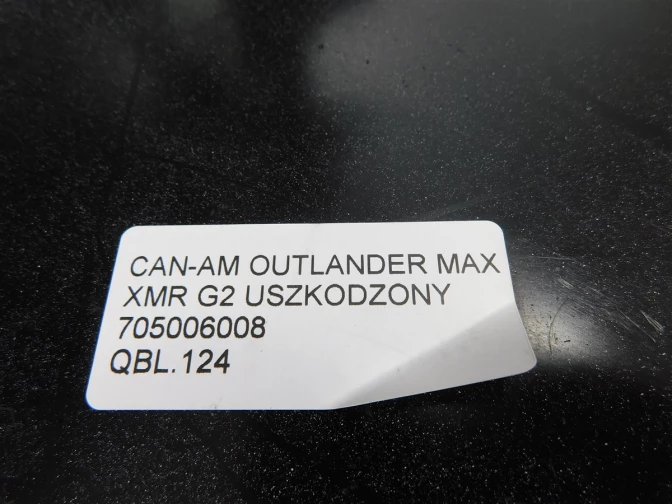 CAN-AM OUTLANDER MAX
XMR G2 USZKODZONY
705006008
QBL.124